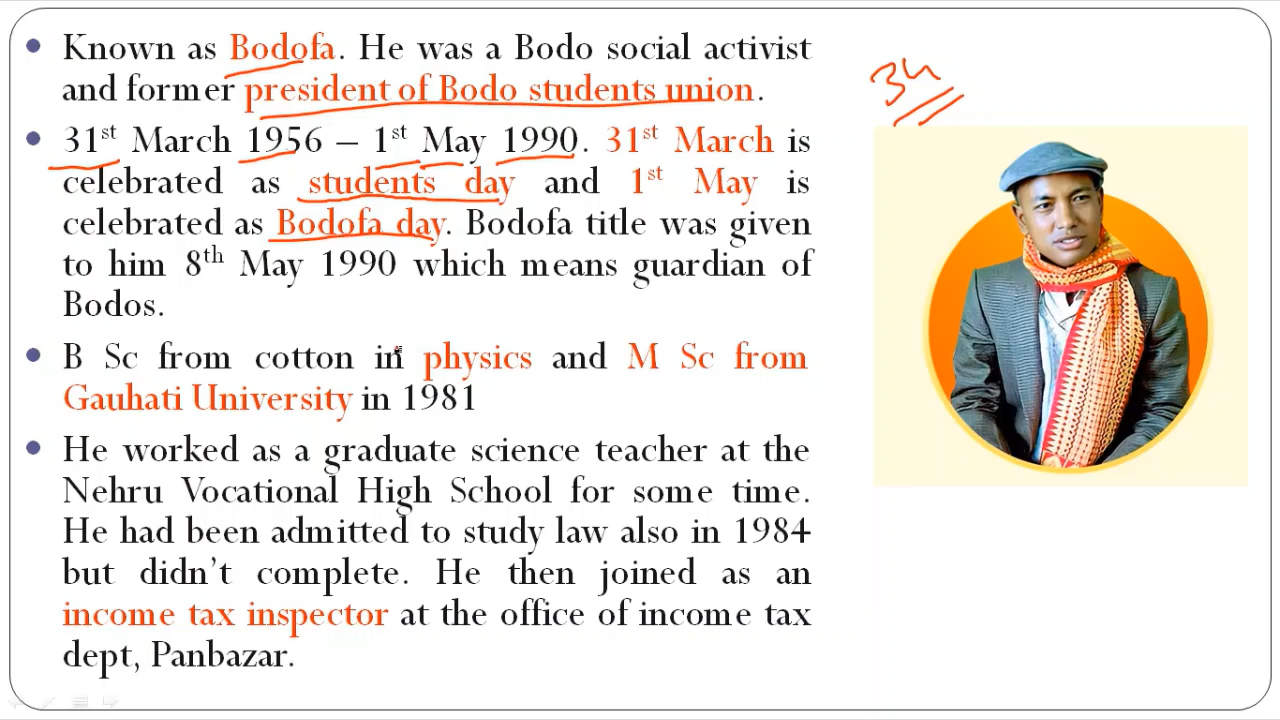 Known as Bodofa. He was a Bodo social activist
and former president of Bodo students union.
31st March 1956 – 1st May 1990. 31st March is
celebrated as students day and 1st May is
celebrated as Bodofa day. Bodofa title was given
to him 8th May 1990 which means guardian of
Bodos.
B Sc from cotton in physics and M Sc from
Gauhati University in 1981
He worked as a graduate science teacher at the
Nehru Vocational High School for some time.
He had been admitted to study law also in 1984
but didn't complete. He then joined as an
income tax inspector at the office of income tax
dept, Panbazar.
34